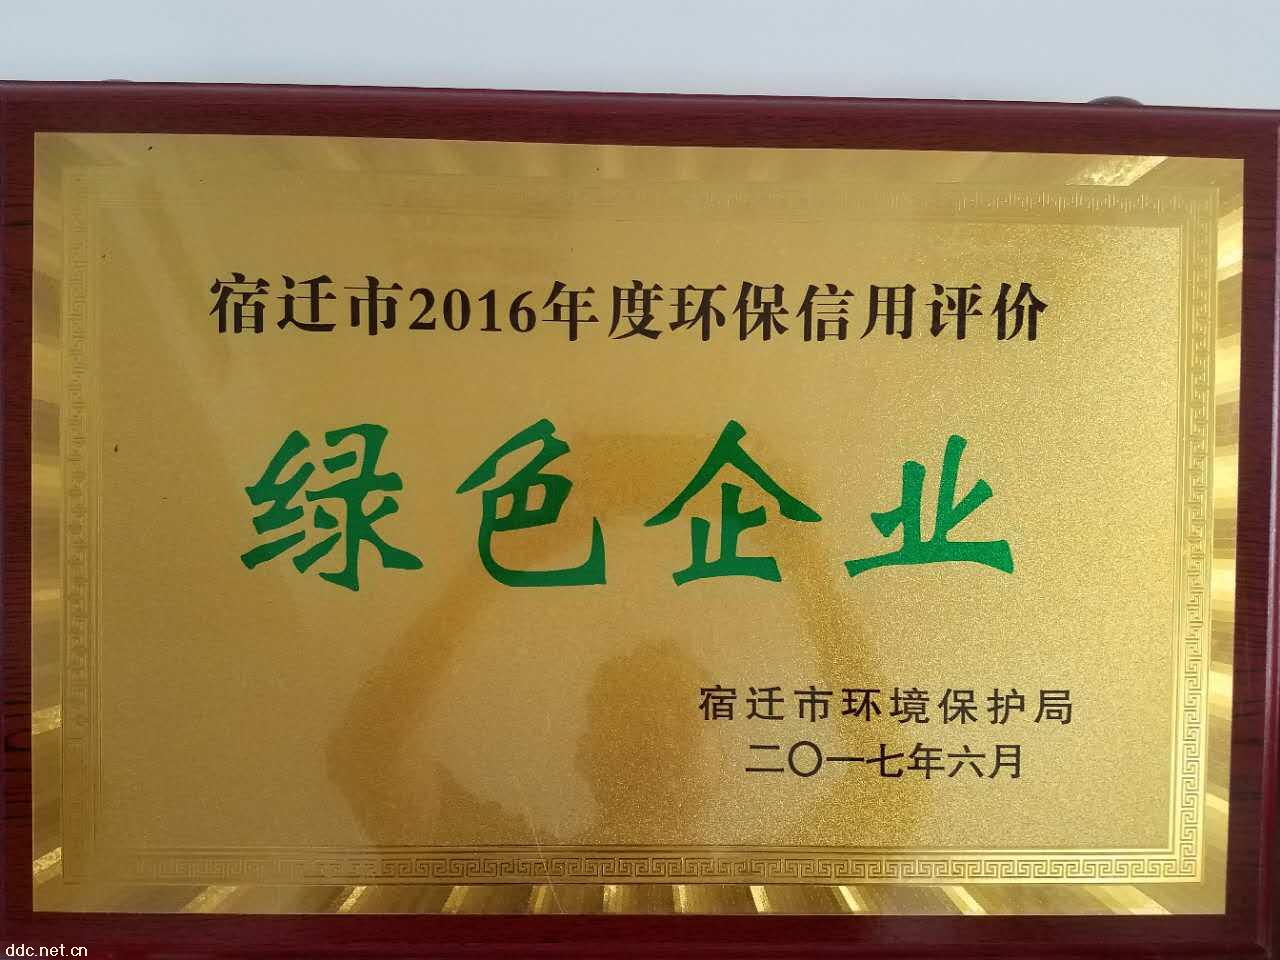 宿迁市2016年度环保信用评价
绿色企业
宿迁市环境保护局
二〇一七年六月
ddc.net.cn